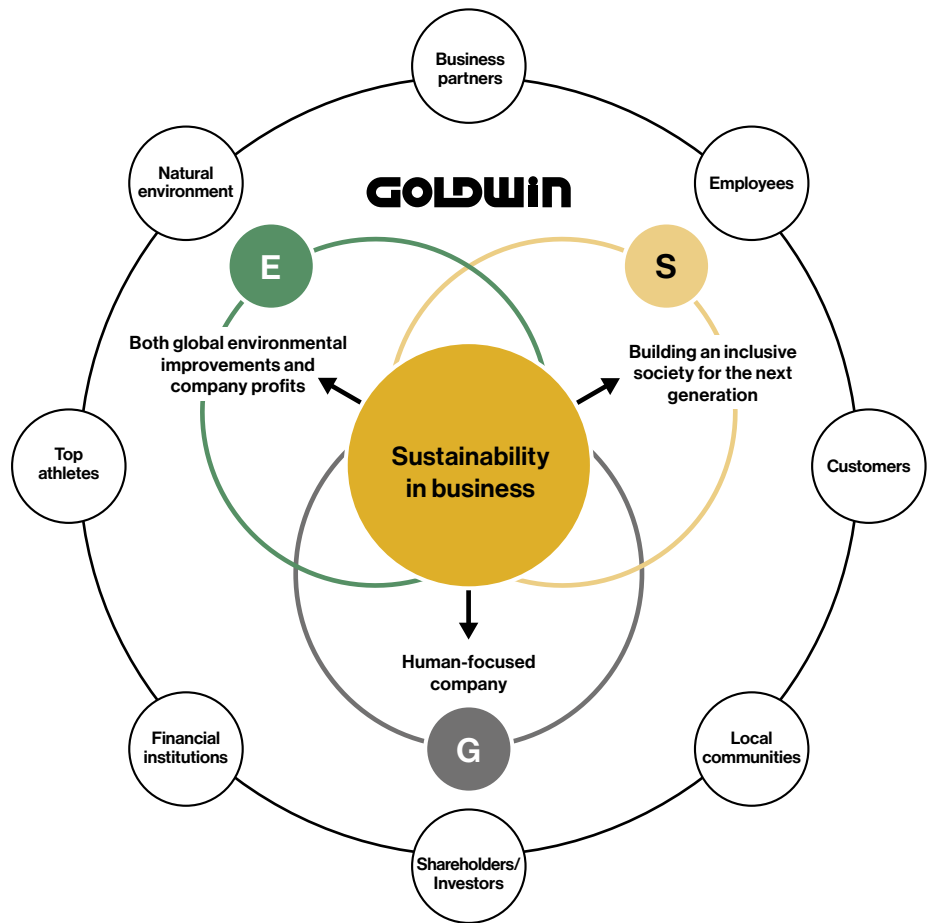 Business
partners
Natural
environment
GOLDWIN
Employees
E
S
Both global environmental
improvements and
company profits
Building an inclusive
society for the next
generation
Top
athletes
Sustainability
in business
Customers
Human-focused
company
G
Financial
institutions
Local
communities
Shareholders/
Investors